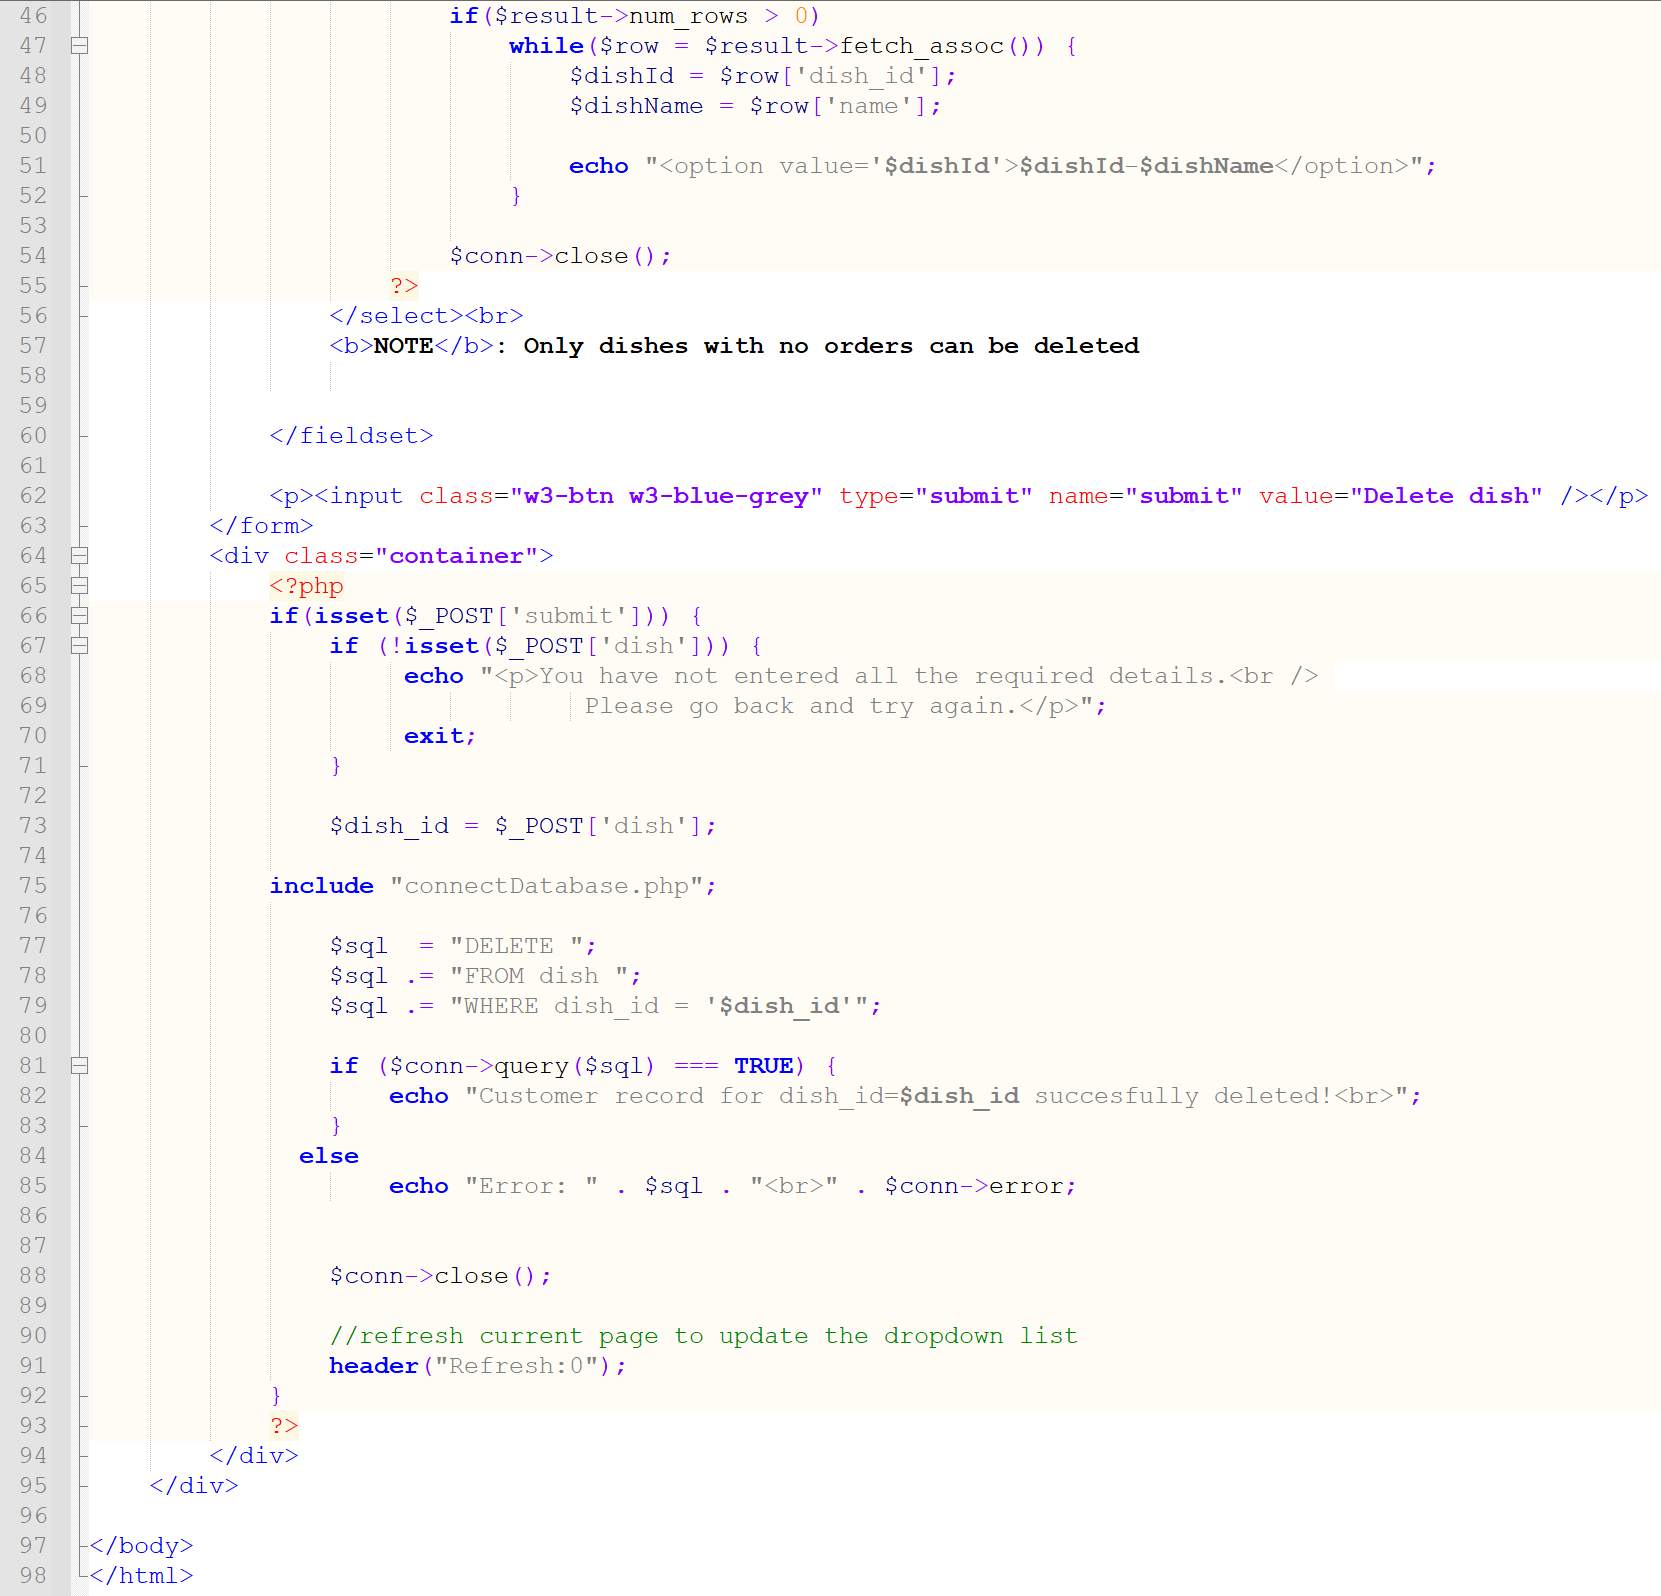 46 if($result->num_rows > 0)
47 while($row = $result->fetch_assoc()) {
48 $dishId = $row['dish_id'];
49 $dishName = $row['name'];
50
51 echo "<option value='$dishId'>$dishId-$dishName</option>";
52 }
53
54 $conn->close();
55 ?>
56 </select><br>
57 <b>NOTE</b>: Only dishes with no orders can be deleted
58
59
60 </fieldset>
61
62 <p><input class="w3-btn w3-blue-grey" type="submit" name="submit" value="Delete dish" /></p>
63 </form>
64 <div class="container">
65 <?php
66 if(isset($_POST['submit'])) {
67 if (!isset($_POST['dish'])) {
68 echo "<p>You have not entered all the required details.<br />
69 Please go back and try again.</p>";
70 exit;
71 }
72
73 $dish_id = $_POST['dish'];
74
75 include "connectDatabase.php";
76
77 $sql  = "DELETE ";
78 $sql .= "FROM dish ";
79 $sql .= "WHERE dish_id = '$dish_id'";
80
81 if ($conn->query($sql) === TRUE) {
82 echo "Customer record for dish_id=$dish_id succesfully deleted!<br>";
83 }
84 else
85 echo "Error: " . $sql . "<br>" . $conn->error;
86
87
88 $conn->close();
89
90 //refresh current page to update the dropdown list
91 header("Refresh:0");
92 }
93 ?>
94 </div>
95 </div>
96
97 </body>
98 </html>